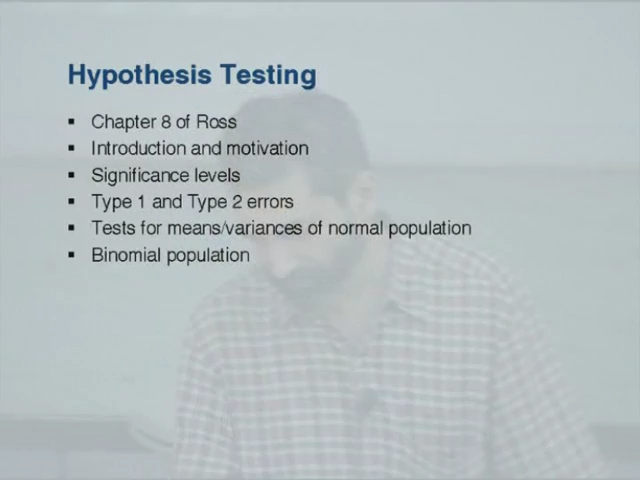 Hypothesis Testing
▪ Chapter 8 of Ross
▪ Introduction and motivation
▪ Significance levels
▪ Type 1 and Type 2 errors
▪ Tests for means/variances of normal population
▪ Binomial population